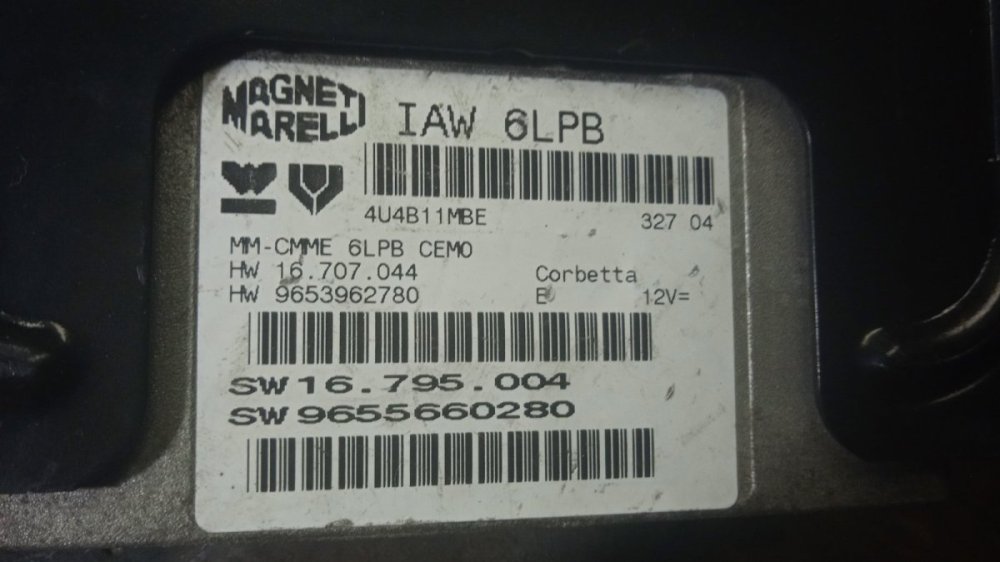 MAGNETI
MARELLI
IAW 6LPB
4U4B11MBE 327 04
MM-CMME 6LPB CEM0
HW 16.707.044 Corbetta
HW 9653962780 E 12V=
SW16.795.004
SW9655660280